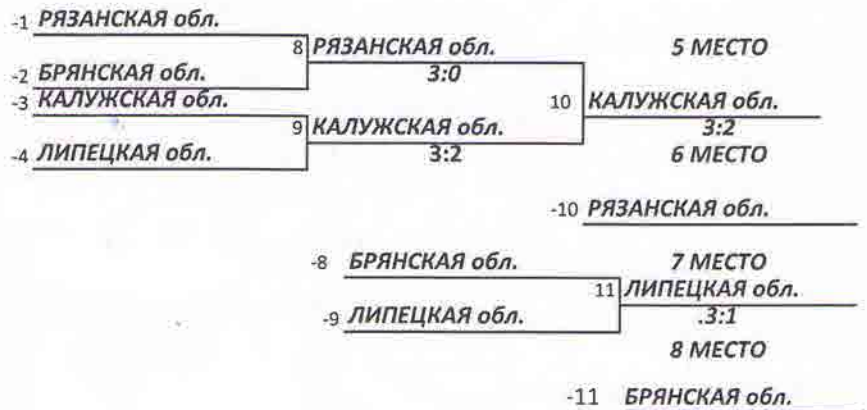 -1 РЯЗАНСКАЯ обл.
8 РЯЗАНСКАЯ обл. 5 МЕСТО
-2 БРЯНСКАЯ обл. 3:0
-3 КАЛУЖСКАЯ обл. 10 КАЛУЖСКАЯ обл.
9 КАЛУЖСКАЯ обл. 3:2
-4 ЛИПЕЦКАЯ обл. 3:2 6 МЕСТО
-10 РЯЗАНСКАЯ обл.
-8 БРЯНСКАЯ обл. 7 МЕСТО
11 ЛИПЕЦКАЯ обл.
-9 ЛИПЕЦКАЯ обл. .3:1
8 МЕСТО
-11 БРЯНСКАЯ обл.